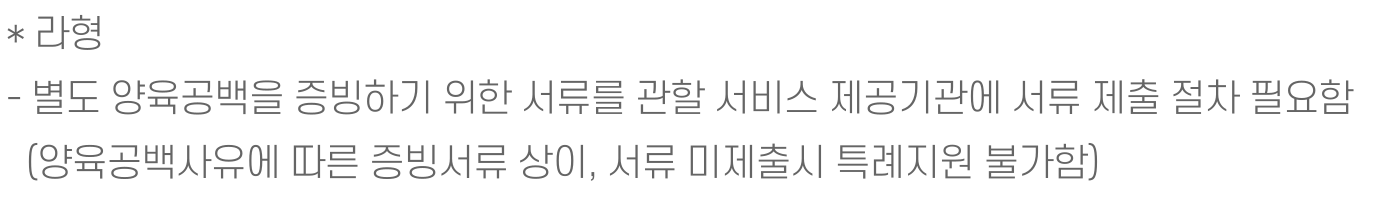 * 라형
- 별도 양육공백을 증빙하기 위한 서류를 관할 서비스 제공기관에 서류 제출 절차 필요함
(양육공백사유에 따른 증빙서류 상이, 서류 미제출시 특례지원 불가함)